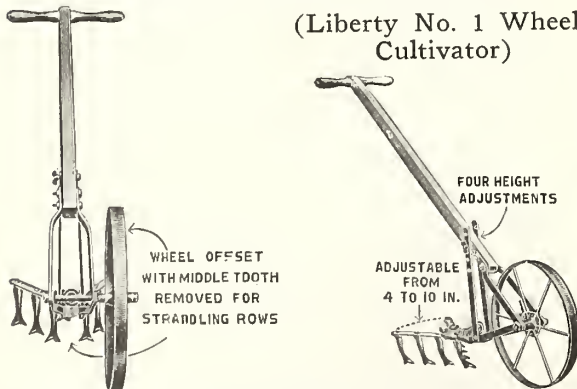 (Liberty No. 1 Wheel
Cultivator)
WHEEL OFFSET
WITH MIDDLE TOOTH
REMOVED FOR
STRADLING ROWS
FOUR HEIGHT
ADJUSTMENTS
ADJUSTABLE
FROM
4 TO 10 IN.